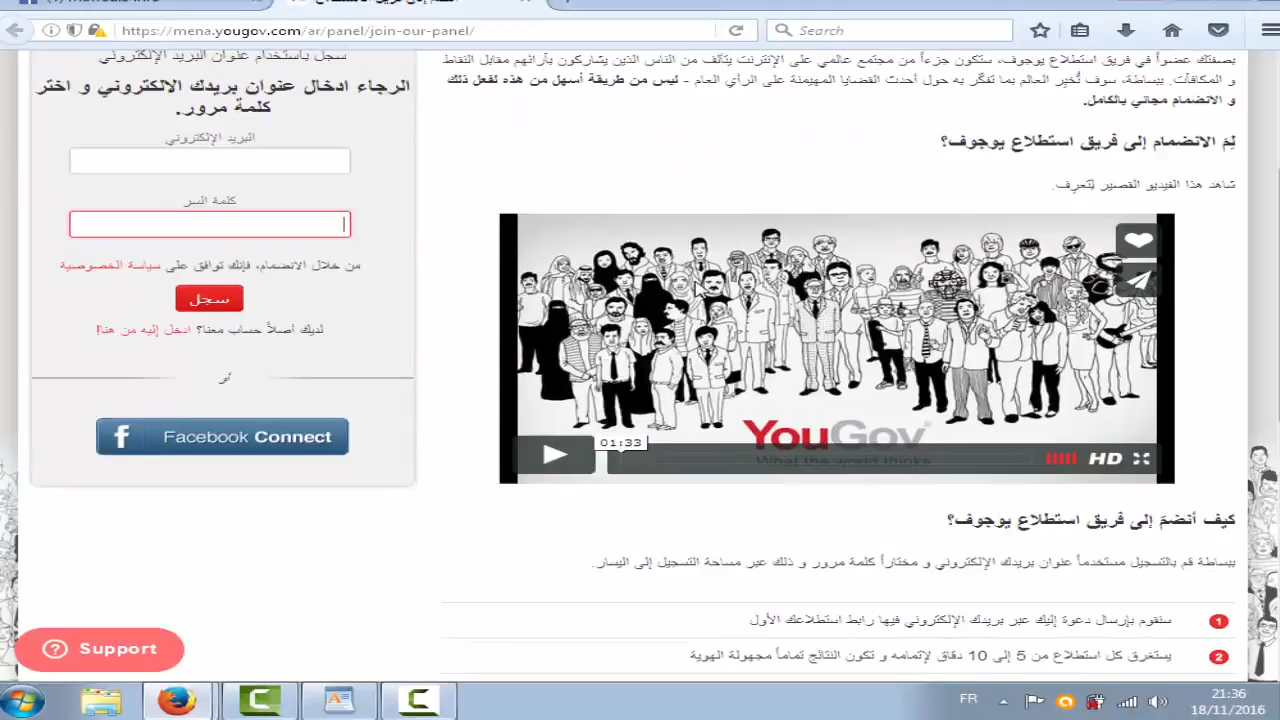 https://mena.yougov.com/ar/panel/join-our-panel/
Search
سجل باستخدام عنوان البريد الإلكتروني
الرجاء ادخال عنوان بريدك الالكتروني و اختر
كلمة مرور.
البريد الإلكتروني
كلمة السر
من خلال الانضمام، فإنك توافق على سياسة الخصوصية
سجل
لديك أصلاً حساب معنا؟ ادخل إليه من هنا!
أو
Facebook Connect
بصفتك عضواً في فريق استطلاع يوجوف، ستكون جزءاً من مجتمع عالمي على الإنترنت يتألف من الناس الذين يشاركون بآرائهم مقابل النقاط
و المكافآت. ببساطة، سوف تُخبِر العالم بما تفكّر به حول أحدث القضايا المهيمنة على الرأي العام - ليس من طريقة أسهل من هذه لفعل ذلك
و الانضمام مجاني بالكامل.
لِمَ الانضمام إلى فريق استطلاع يوجوف؟
شاهد هذا الفيديو القصير لِتَعرِف.
YouGov
What the world thinks
01:33
HD
كيف أنضمَ إلى فريق استطلاع يوجوف؟
ببساطة قم بالتسجيل مستخدماً عنوان بريدك الإلكتروني و مختاراً كلمة مرور و ذلك عبر مساحة التسجيل إلى اليسار.
1 سنقوم بإرسال دعوة إليك عبر بريدك الإلكتروني فيها رابط استطلاعك الأول
2 يستغرق كل استطلاع من 5 إلى 10 دقاق لإتمامه و تكون النتائج تماماً مجهولة الهوية
Support
FR
21:36
18/11/2016